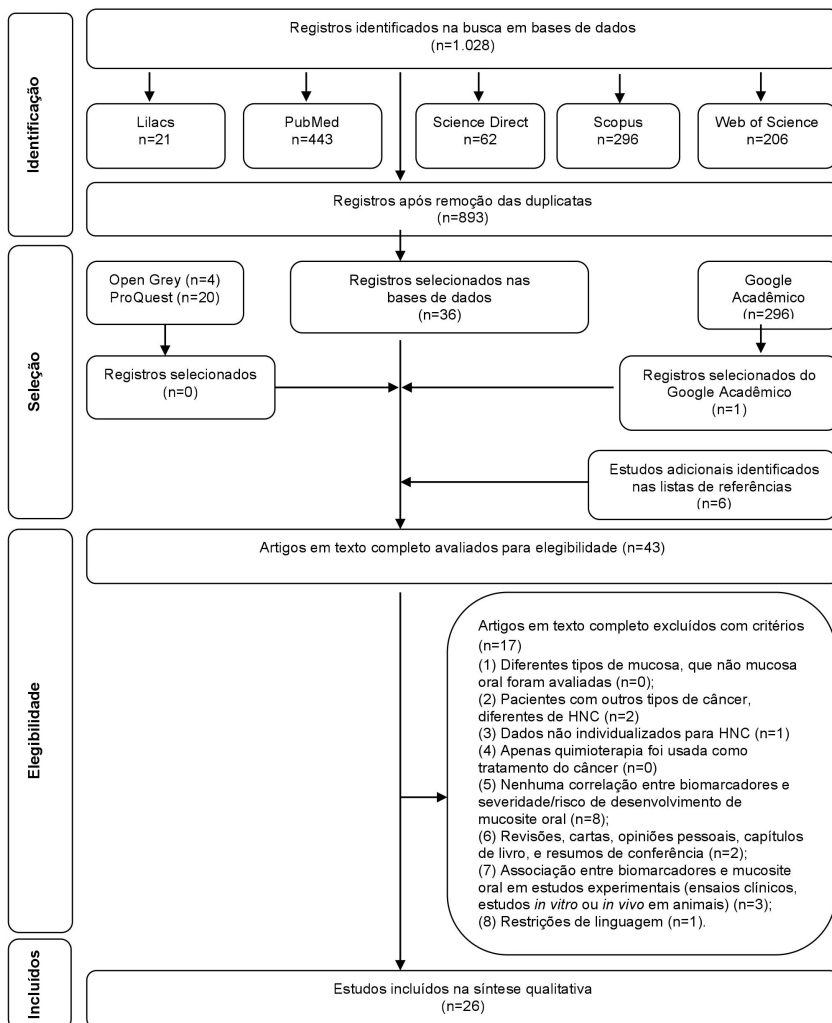 Identificação
Registros identificados na busca em bases de dados
(n=1.028)
Lilacs
n=21
PubMed
n=443
Science Direct
n=62
Scopus
n=296
Web of Science
n=206
Registros após remoção das duplicatas
(n=893)
Seleção
Open Grey (n=4)
ProQuest (n=20)
Registros selecionados nas
bases de dados
(n=36)
Google
Acadêmico
(n=296)
Registros selecionados
(n=0)
Registros selecionados do
Google Acadêmico
(n=1)
Estudos adicionais identificados
nas listas de referências
(n=6)
Elegibilidade
Artigos em texto completo avaliados para elegibilidade (n=43)
Artigos em texto completo excluídos com critérios
(n=17)
(1) Diferentes tipos de mucosa, que não mucosa
oral foram avaliadas (n=0);
(2) Pacientes com outros tipos de câncer,
diferentes de HNC (n=2)
(3) Dados não individualizados para HNC (n=1)
(4) Apenas quimioterapia foi usada como
tratamento do câncer (n=0)
(5) Nenhuma correlação entre biomarcadores e
severidade/risco de desenvolvimento de
mucosite oral (n=8);
(6) Revisões, cartas, opiniões pessoais, capítulos
de livro, e resumos de conferência (n=2);
(7) Associação entre biomarcadores e mucosite
oral em estudos experimentais (ensaios clínicos,
estudos in vitro ou in vivo em animais) (n=3);
(8) Restrições de linguagem (n=1).
Incluídos
Estudos incluídos na síntese qualitativa
(n=26)